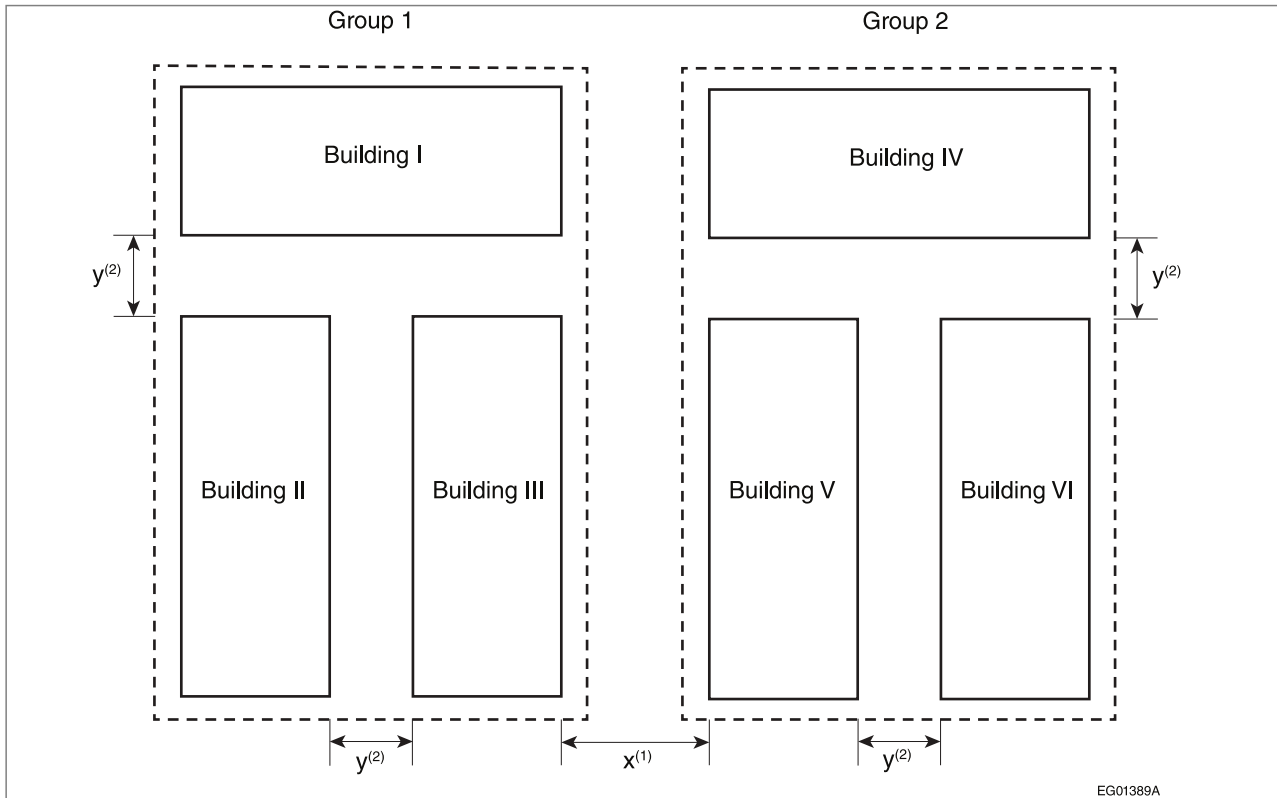 Group 1
Group 2
Building I
Building IV
y(2)
y(2)
Building II
Building III
Building V
Building VI
y(2)
x(1)
y(2)
EG01389A